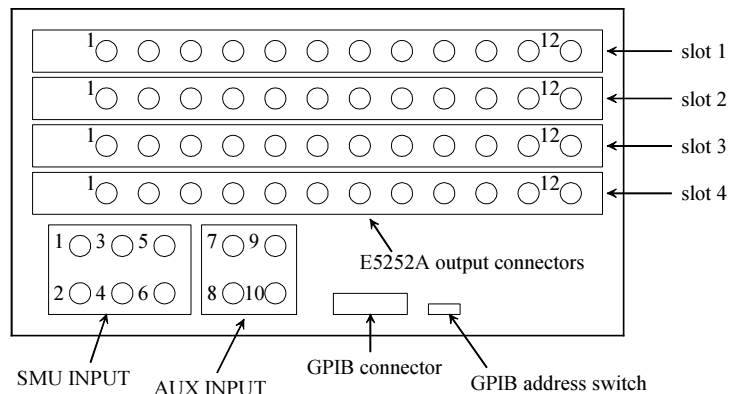 1 12 slot 1
1 12 slot 2
1 12 slot 3
1 12 slot 4
E5252A output connectors
1 3 5 7 9
2 4 6 8 10
SMU INPUT
AUX INPUT
GPIB connector
GPIB address switch